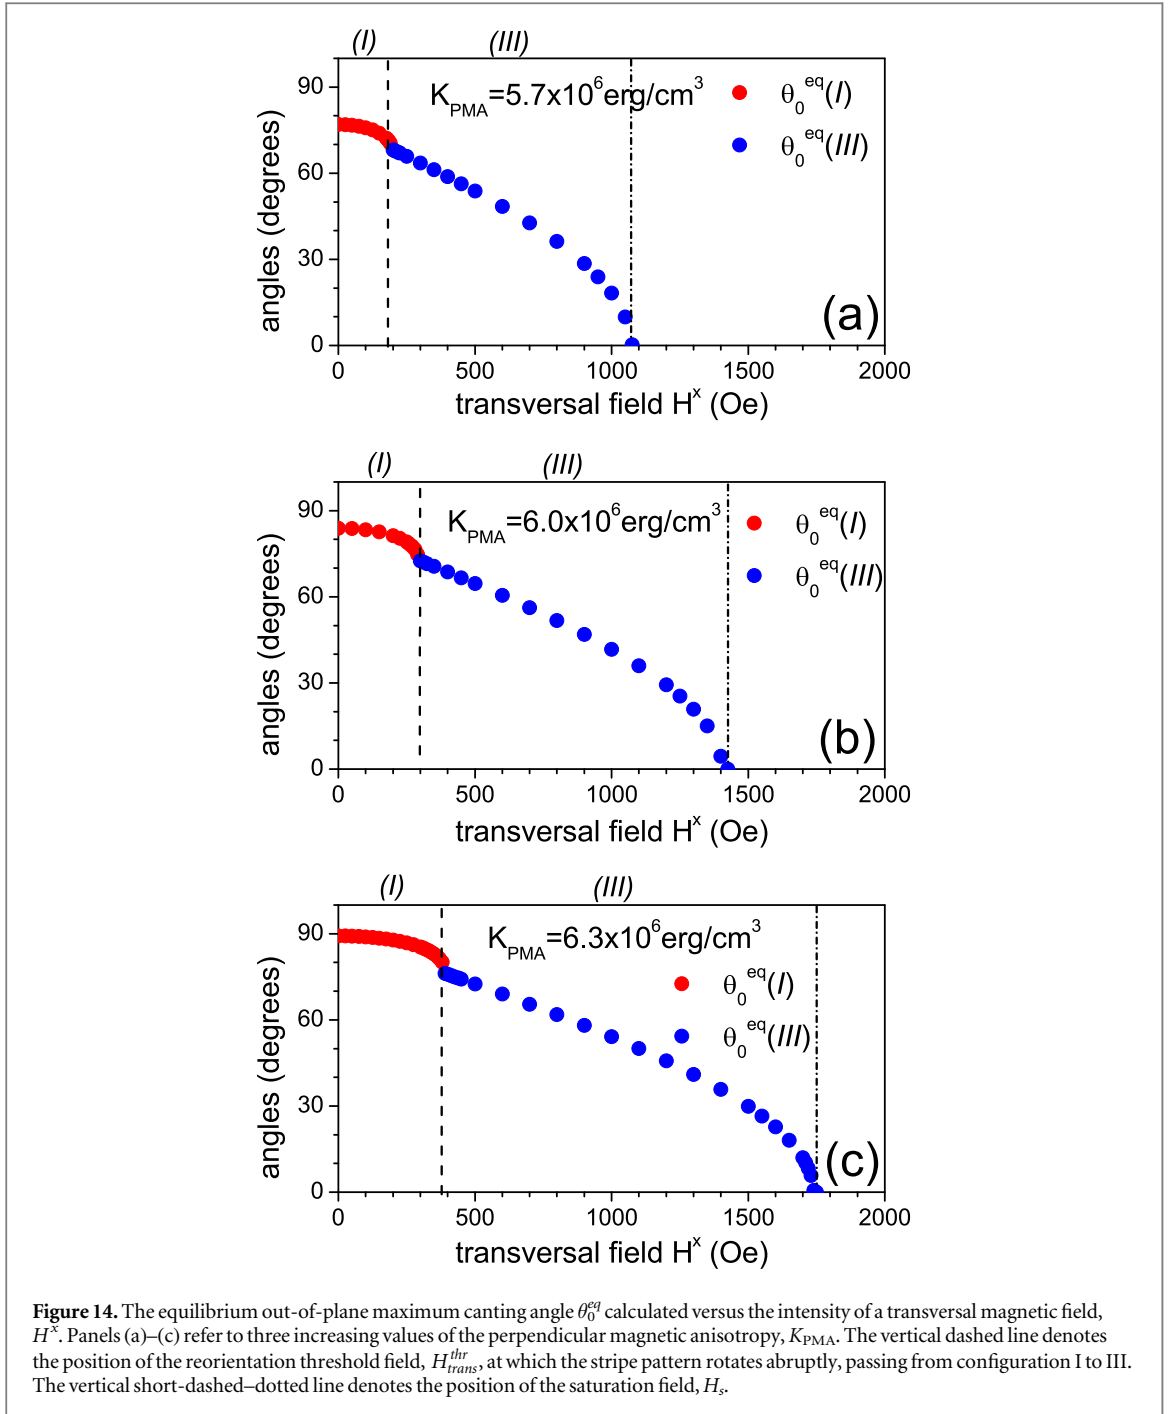 (I) (III)
K_PMA=5.7x10^6erg/cm^3
θ_0^eq(I)
θ_0^eq(III)
90
60
30
0
angles (degrees)
(a)
0 500 1000 1500 2000
transversal field H^x (Oe)
(I) (III)
K_PMA=6.0x10^6erg/cm^3
θ_0^eq(I)
θ_0^eq(III)
90
60
30
0
angles (degrees)
(b)
0 500 1000 1500 2000
transversal field H^x (Oe)
(I) (III)
K_PMA=6.3x10^6erg/cm^3
θ_0^eq(I)
θ_0^eq(III)
90
60
30
0
angles (degrees)
(c)
0 500 1000 1500 2000
transversal field H^x (Oe)
Figure 14. The equilibrium out-of-plane maximum canting angle θ_0^eq calculated versus the intensity of a transversal magnetic field,
H^x. Panels (a)–(c) refer to three increasing values of the perpendicular magnetic anisotropy, K_PMA. The vertical dashed line denotes
the position of the reorientation threshold field, H_trans^thr, at which the stripe pattern rotates abruptly, passing from configuration I to III.
The vertical short-dashed–dotted line denotes the position of the saturation field, H_s.